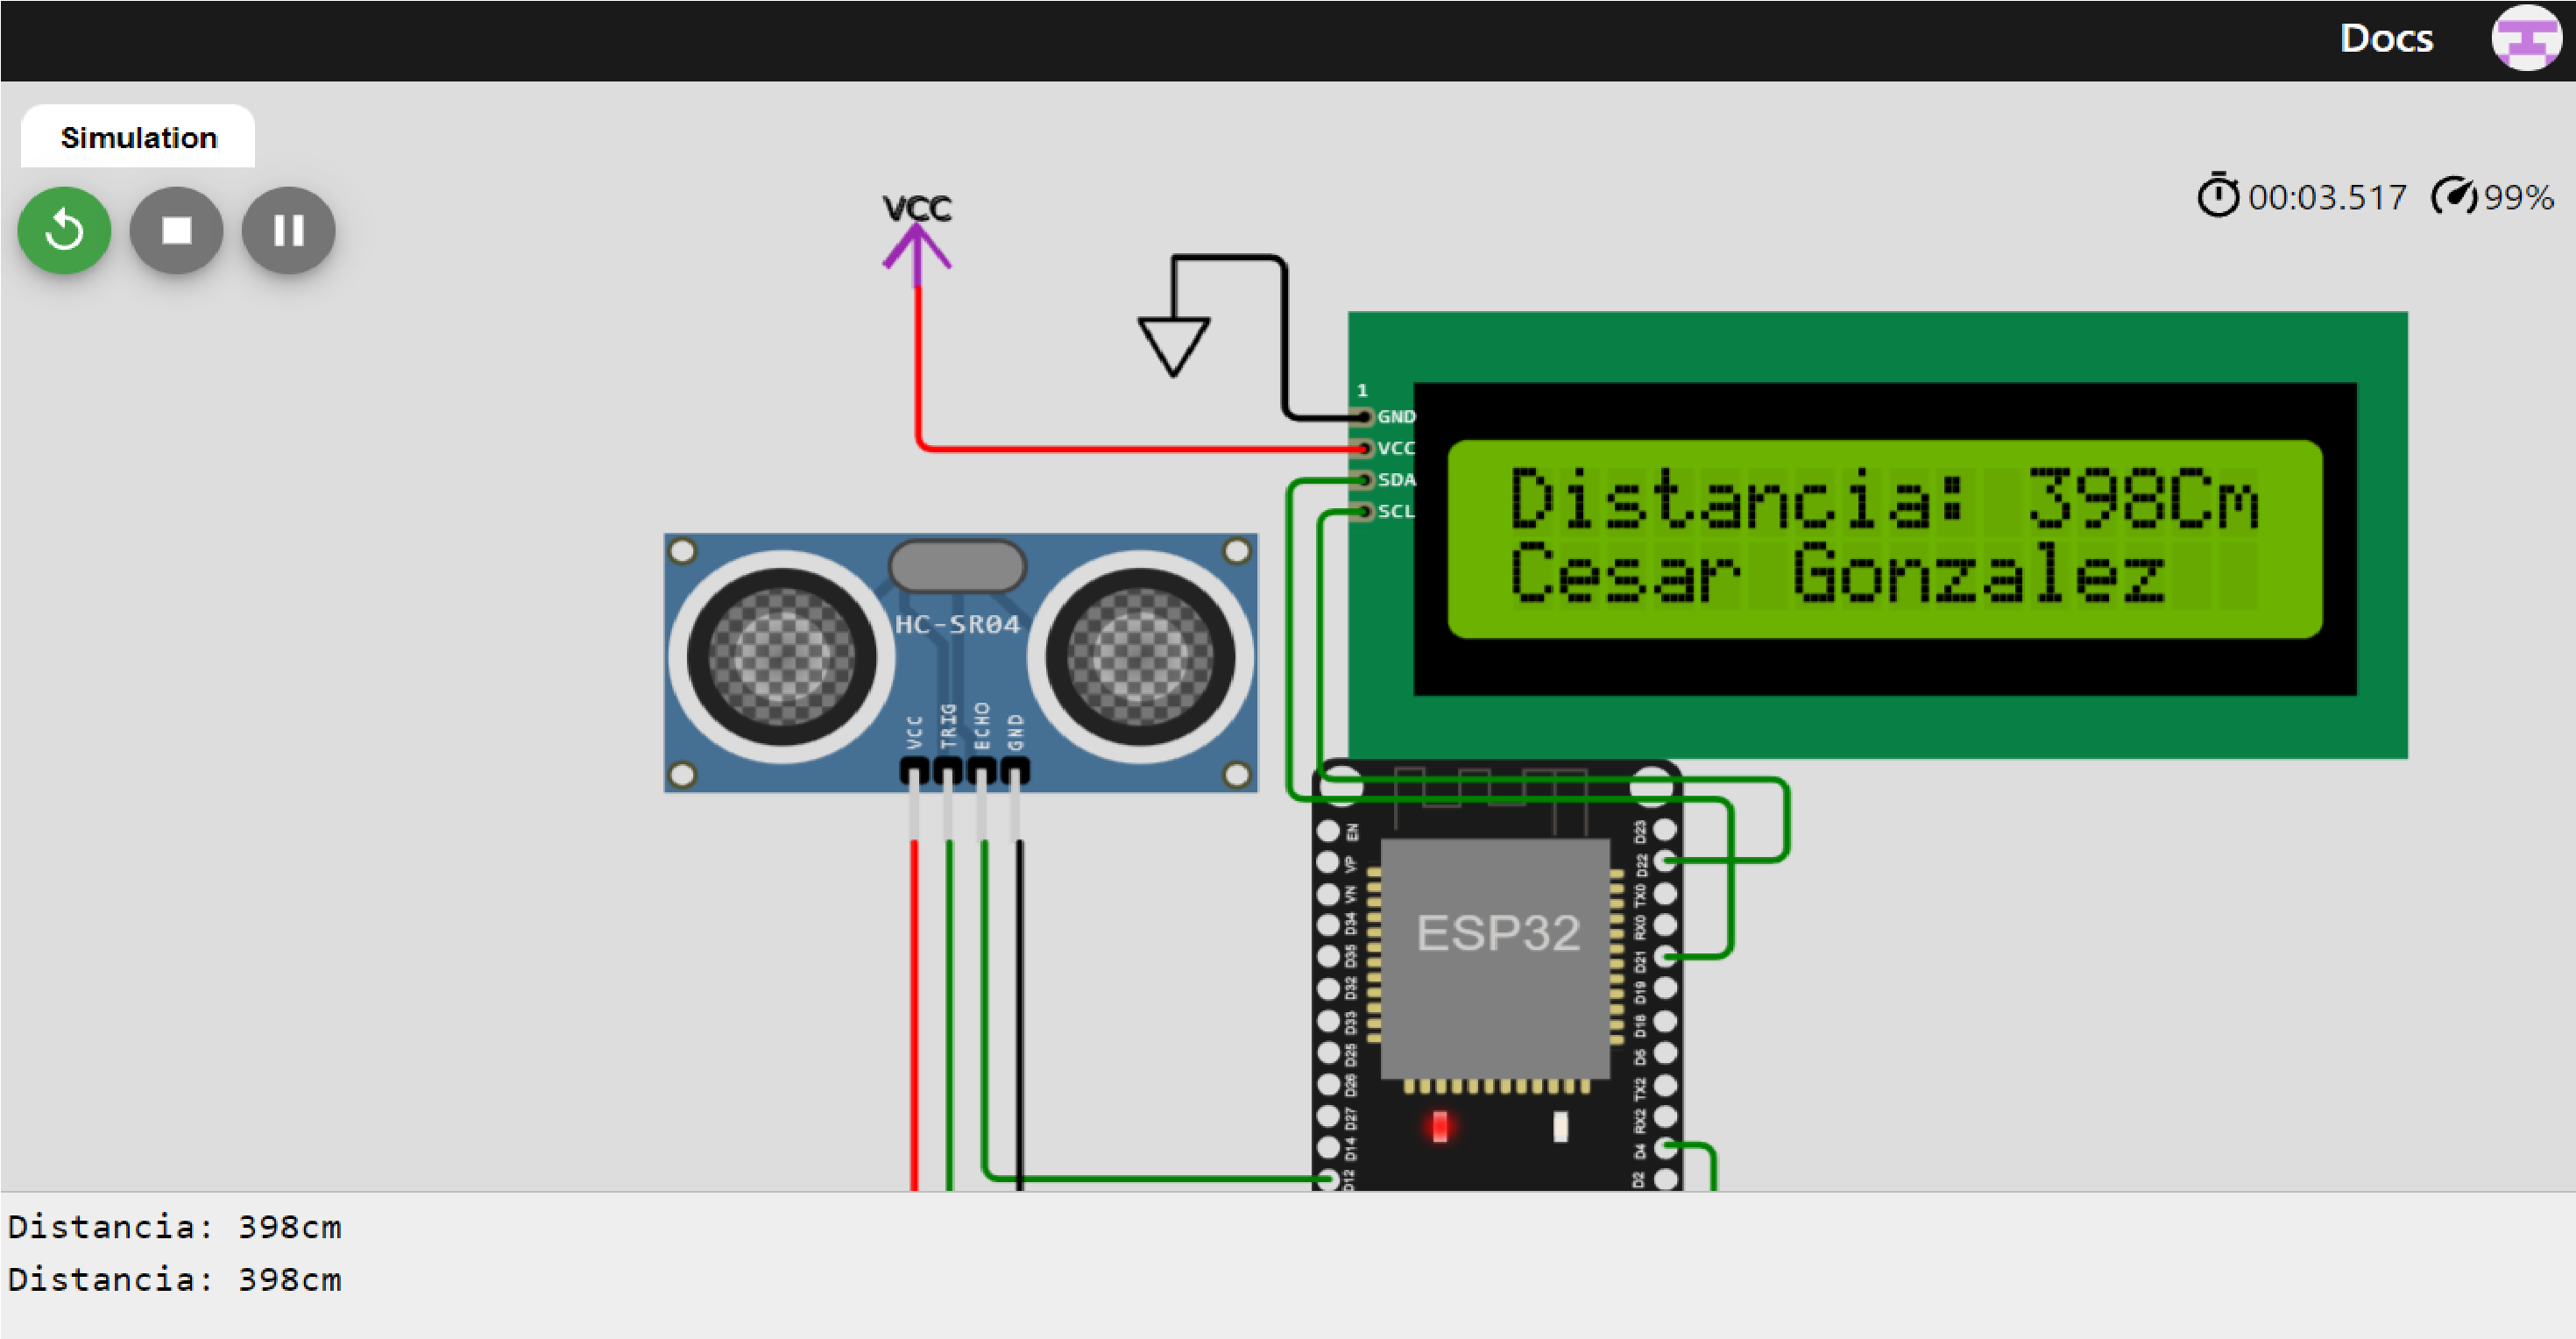 Docs
Simulation
00:03.517 99%
VCC
1
GND
VCC
SDA
SCL
Distancia: 398Cm
Cesar Gonzalez
HC-SR04
VCC
TRIG
ECHO
GND
ESP32
EN
VP
VN
D34
D35
D32
D33
D25
D26
D27
D14
D12
D23
D22
TX0
RX0
D21
D19
D18
D5
TX2
RX2
D4
D2
Distancia: 398cm
Distancia: 398cm